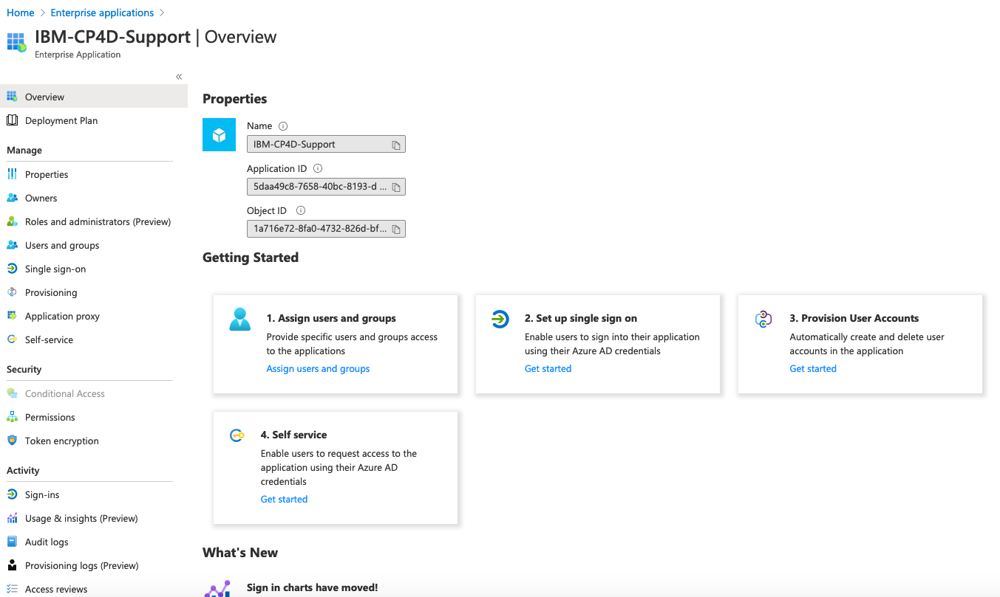 Home > Enterprise applications >
IBM-CP4D-Support | Overview
Enterprise Application
«
Overview
Deployment Plan
Manage
Properties
Owners
Roles and administrators (Preview)
Users and groups
Single sign-on
Provisioning
Application proxy
Self-service
Security
Conditional Access
Permissions
Token encryption
Activity
Sign-ins
Usage & insights (Preview)
Audit logs
Provisioning logs (Preview)
Access reviews
Properties
Name
IBM-CP4D-Support
Application ID
5daa49c8-7658-40bc-8193-d ...
Object ID
1a716e72-8fa0-4732-826d-bf...
Getting Started
1. Assign users and groups
Provide specific users and groups access
to the applications
Assign users and groups
2. Set up single sign on
Enable users to sign into their application
using their Azure AD credentials
Get started
3. Provision User Accounts
Automatically create and delete user
accounts in the application
Get started
4. Self service
Enable users to request access to the
application using their Azure AD
credentials
Get started
What's New
Sign in charts have moved!